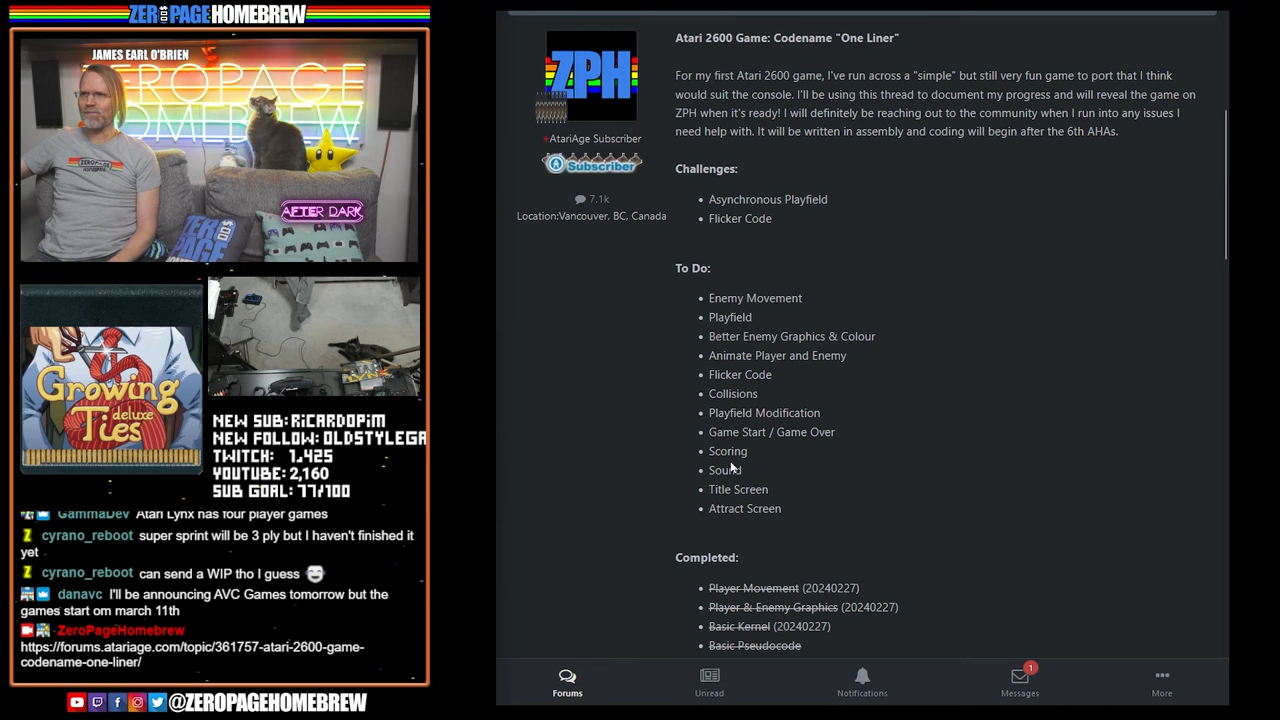 ZEROPAGEHOMEBREW
JAMES EARL O'BRIEN
ZEROPAGE
HOMEBREW
ZEROPAGE
HOMEBREW
AFTER DARK
Growing
Ties
deluxe
NEW SUB: RICARDOPIM
NEW FOLLOW: OLDSTYLEGA
TWITCH: 1,425
YOUTUBE: 2,160
SUB GOAL: 77/100
GammaDev Atari Lynx has four player games
cyrano_reboot super sprint will be 3 ply but I haven't finished it
yet
cyrano_reboot can send a WIP tho I guess
danavc I'll be announcing AVC Games tomorrow but the
games start om march 11th
ZeroPageHomebrew
https://forums.atariage.com/topic/361757-atari-2600-game-
codename-one-liner/
@ZEROPAGEHOMEBREW
ZPH
+AtariAge Subscriber
Subscriber
7.1k
Location:Vancouver, BC, Canada
Atari 2600 Game: Codename "One Liner"
For my first Atari 2600 game, I've run across a "simple" but still very fun game to port that I think
would suit the console. I'll be using this thread to document my progress and will reveal the game on
ZPH when it's ready! I will definitely be reaching out to the community when I run into any issues I
need help with. It will be written in assembly and coding will begin after the 6th AHAs.
Challenges:
• Asynchronous Playfield
• Flicker Code
To Do:
• Enemy Movement
• Playfield
• Better Enemy Graphics & Colour
• Animate Player and Enemy
• Flicker Code
• Collisions
• Playfield Modification
• Game Start / Game Over
• Scoring
• Sound
• Title Screen
• Attract Screen
Completed:
• Player Movement (20240227)
• Player & Enemy Graphics (20240227)
• Basic Kernel (20240227)
• Basic Pseudocode
1
Forums
Unread
Notifications
Messages
More